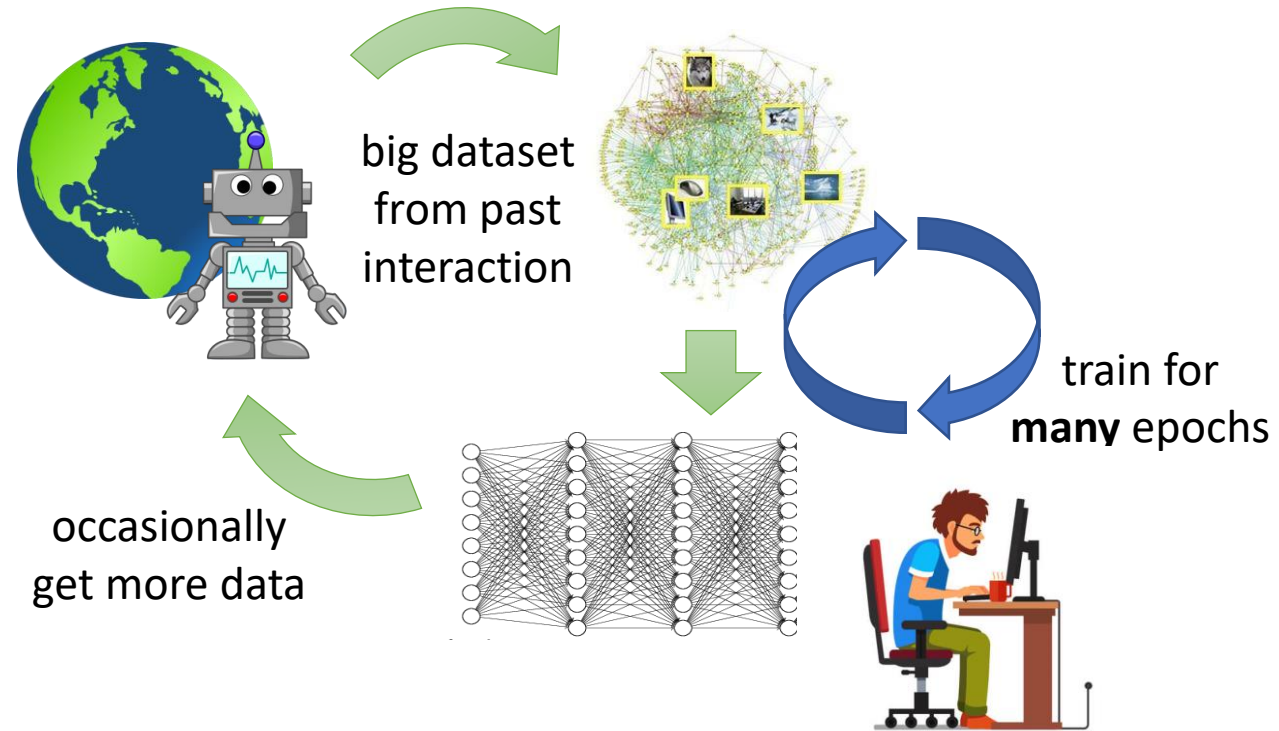 big dataset
from past
interaction
train for
many epochs
occasionally
get more data